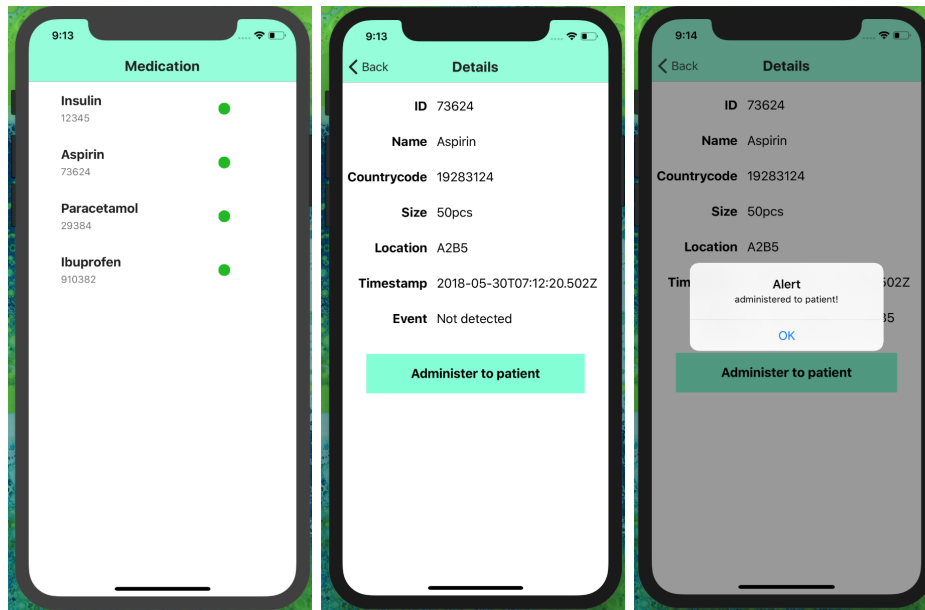 9:13
Medication
Insulin
12345
Aspirin
73624
Paracetamol
29384
Ibuprofen
910382
9:13
Back
Details
ID 73624
Name Aspirin
Countrycode 19283124
Size 50pcs
Location A2B5
Timestamp 2018-05-30T07:12:20.502Z
Event Not detected
Administer to patient
9:14
Back
Details
ID 73624
Name Aspirin
Countrycode 19283124
Size 50pcs
Location A2B5
Tim 502Z
Alert
administered to patient!
35
OK
Administer to patient